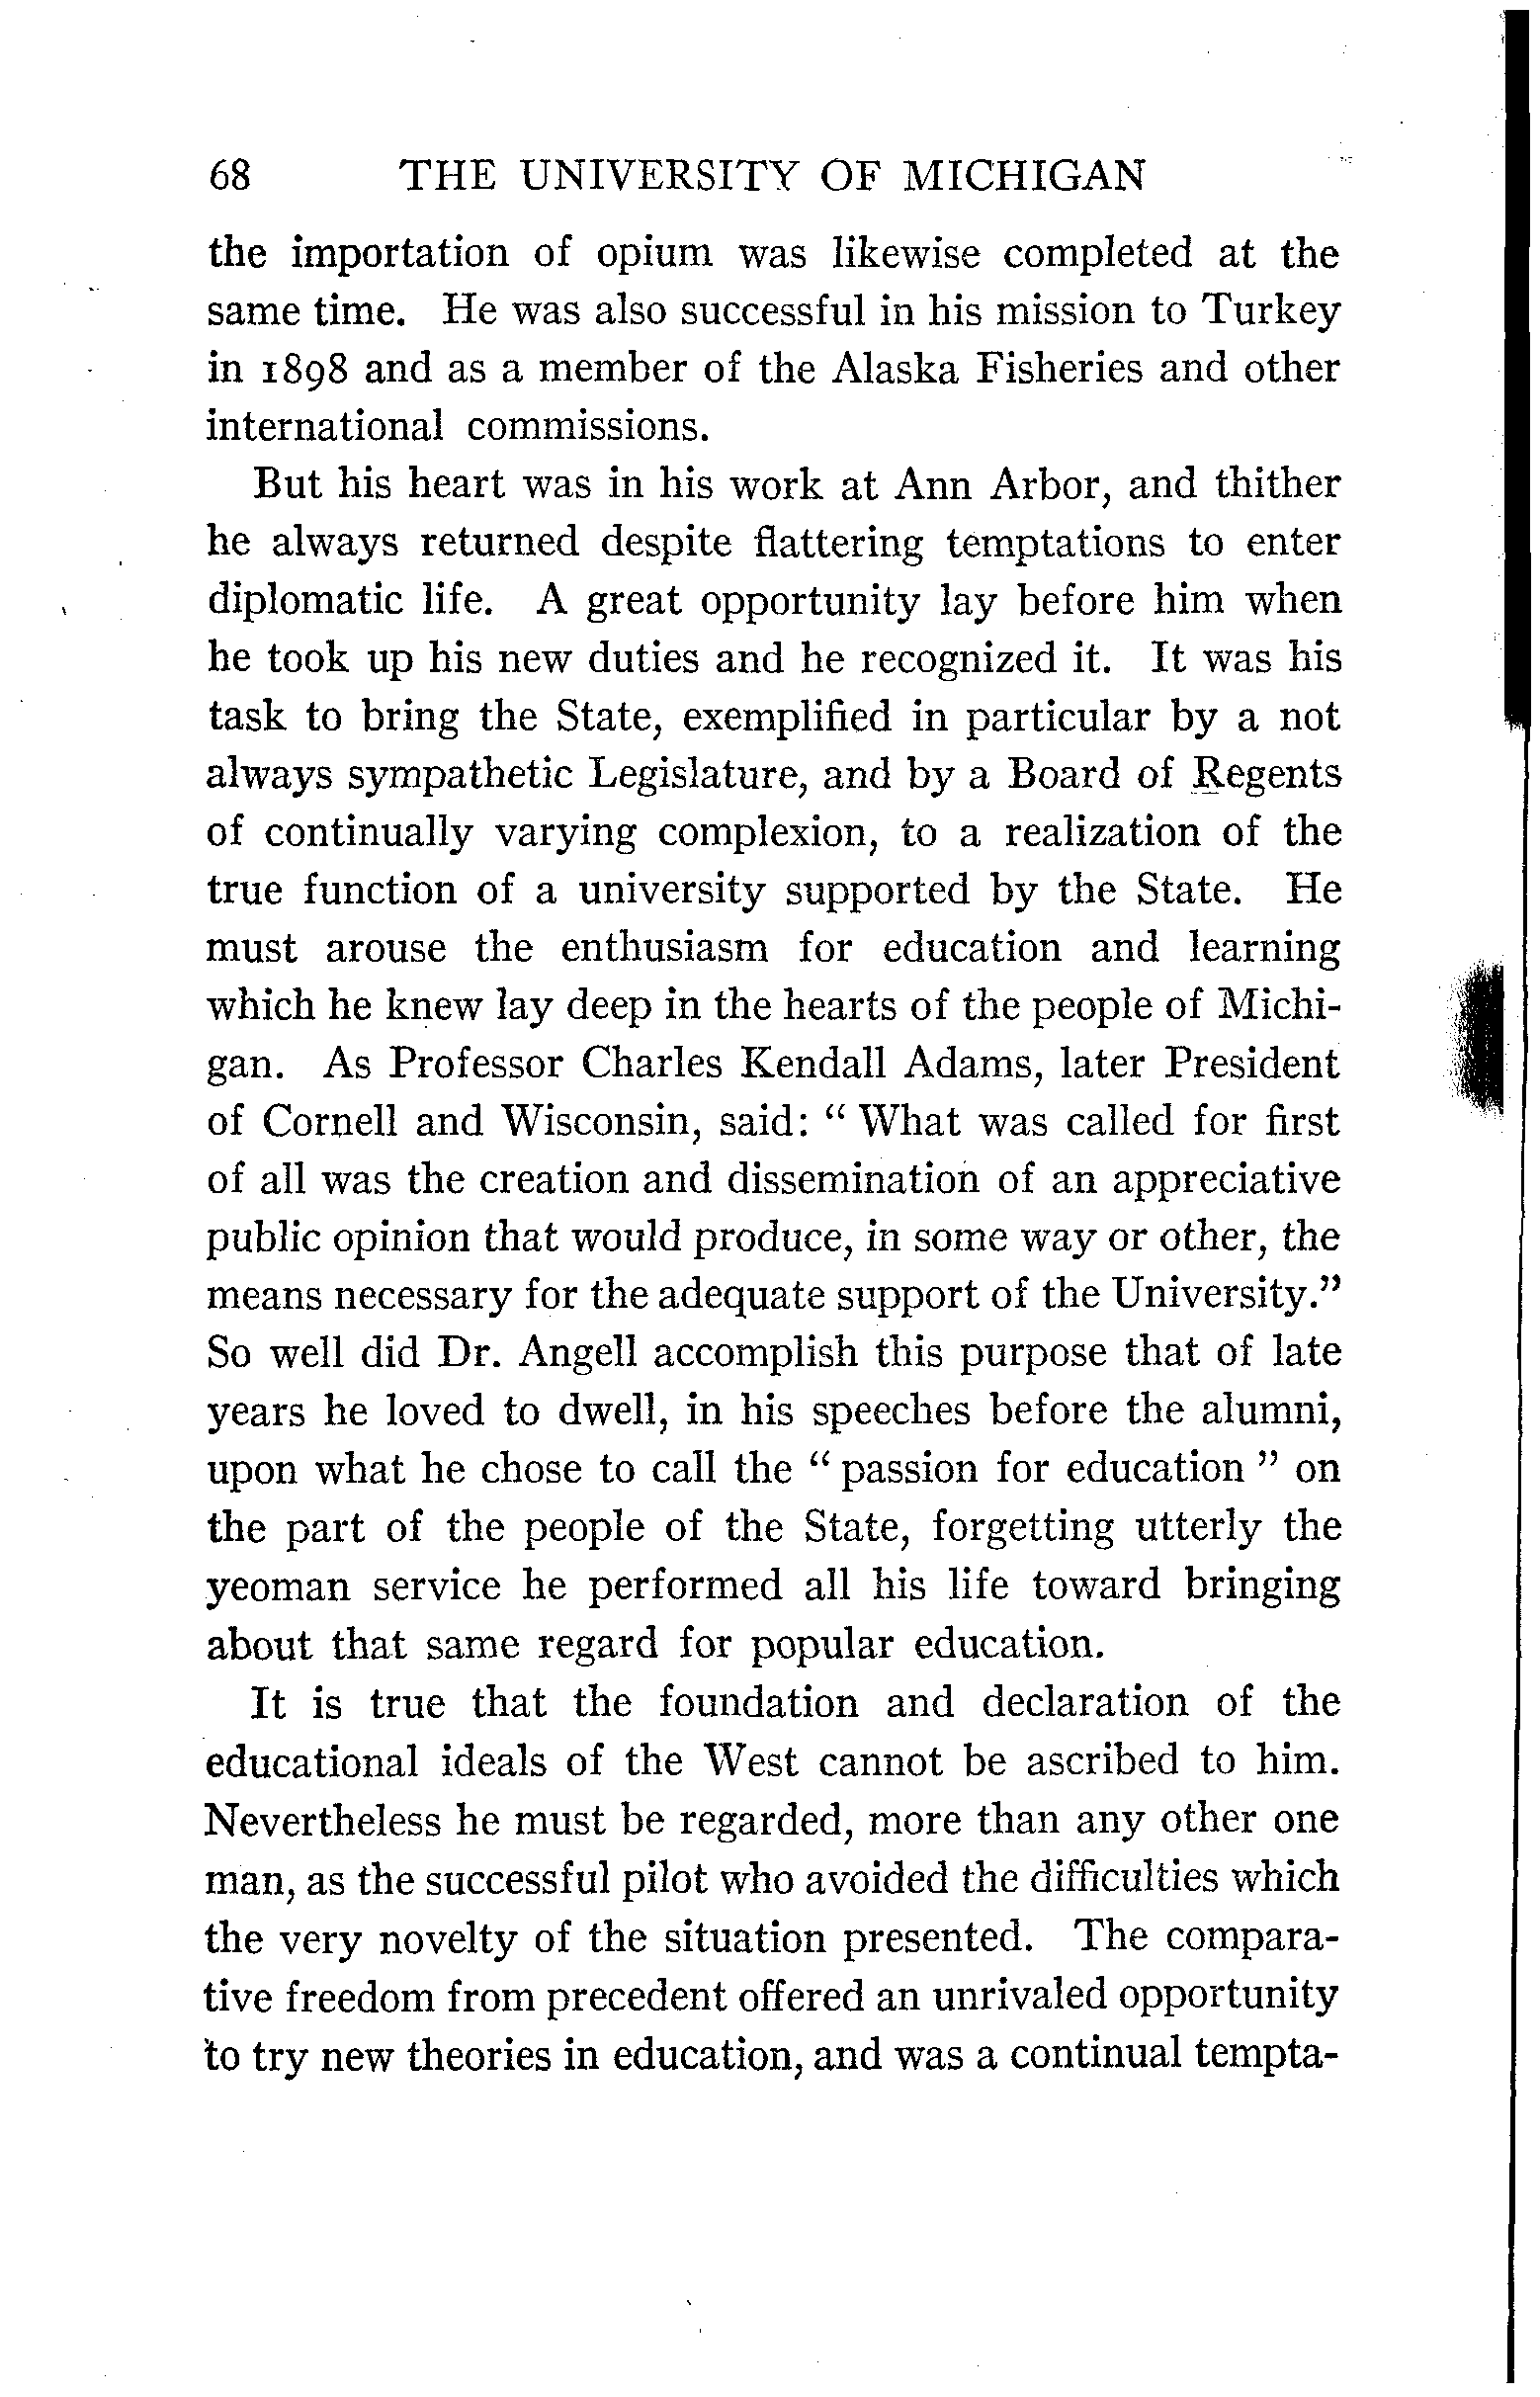 68 THE UNIVERSITY OF MICHIGAN
the importation of opium was likewise completed at the
same time. He was also successful in his mission to Turkey
in 1898 and as a member of the Alaska Fisheries and other
international commissions.
But his heart was in his work at Ann Arbor, and thither
he always returned despite flattering temptations to enter
diplomatic life. A great opportunity lay before him when
he took up his new duties and he recognized it. It was his
task to bring the State, exemplified in particular by a not
always sympathetic Legislature, and by a Board of Regents
of continually varying complexion, to a realization of the
true function of a university supported by the State. He
must arouse the enthusiasm for education and learning
which he knew lay deep in the hearts of the people of Michi-
gan. As Professor Charles Kendall Adams, later President
of Cornell and Wisconsin, said: “ What was called for first
of all was the creation and dissemination of an appreciative
public opinion that would produce, in some way or other, the
means necessary for the adequate support of the University.”
So well did Dr. Angell accomplish this purpose that of late
years he loved to dwell, in his speeches before the alumni,
upon what he chose to call the “ passion for education ” on
the part of the people of the State, forgetting utterly the
yeoman service he performed all his life toward bringing
about that same regard for popular education.
It is true that the foundation and declaration of the
educational ideals of the West cannot be ascribed to him.
Nevertheless he must be regarded, more than any other one
man, as the successful pilot who avoided the difficulties which
the very novelty of the situation presented. The compara-
tive freedom from precedent offered an unrivaled opportunity
to try new theories in education, and was a continual tempta-